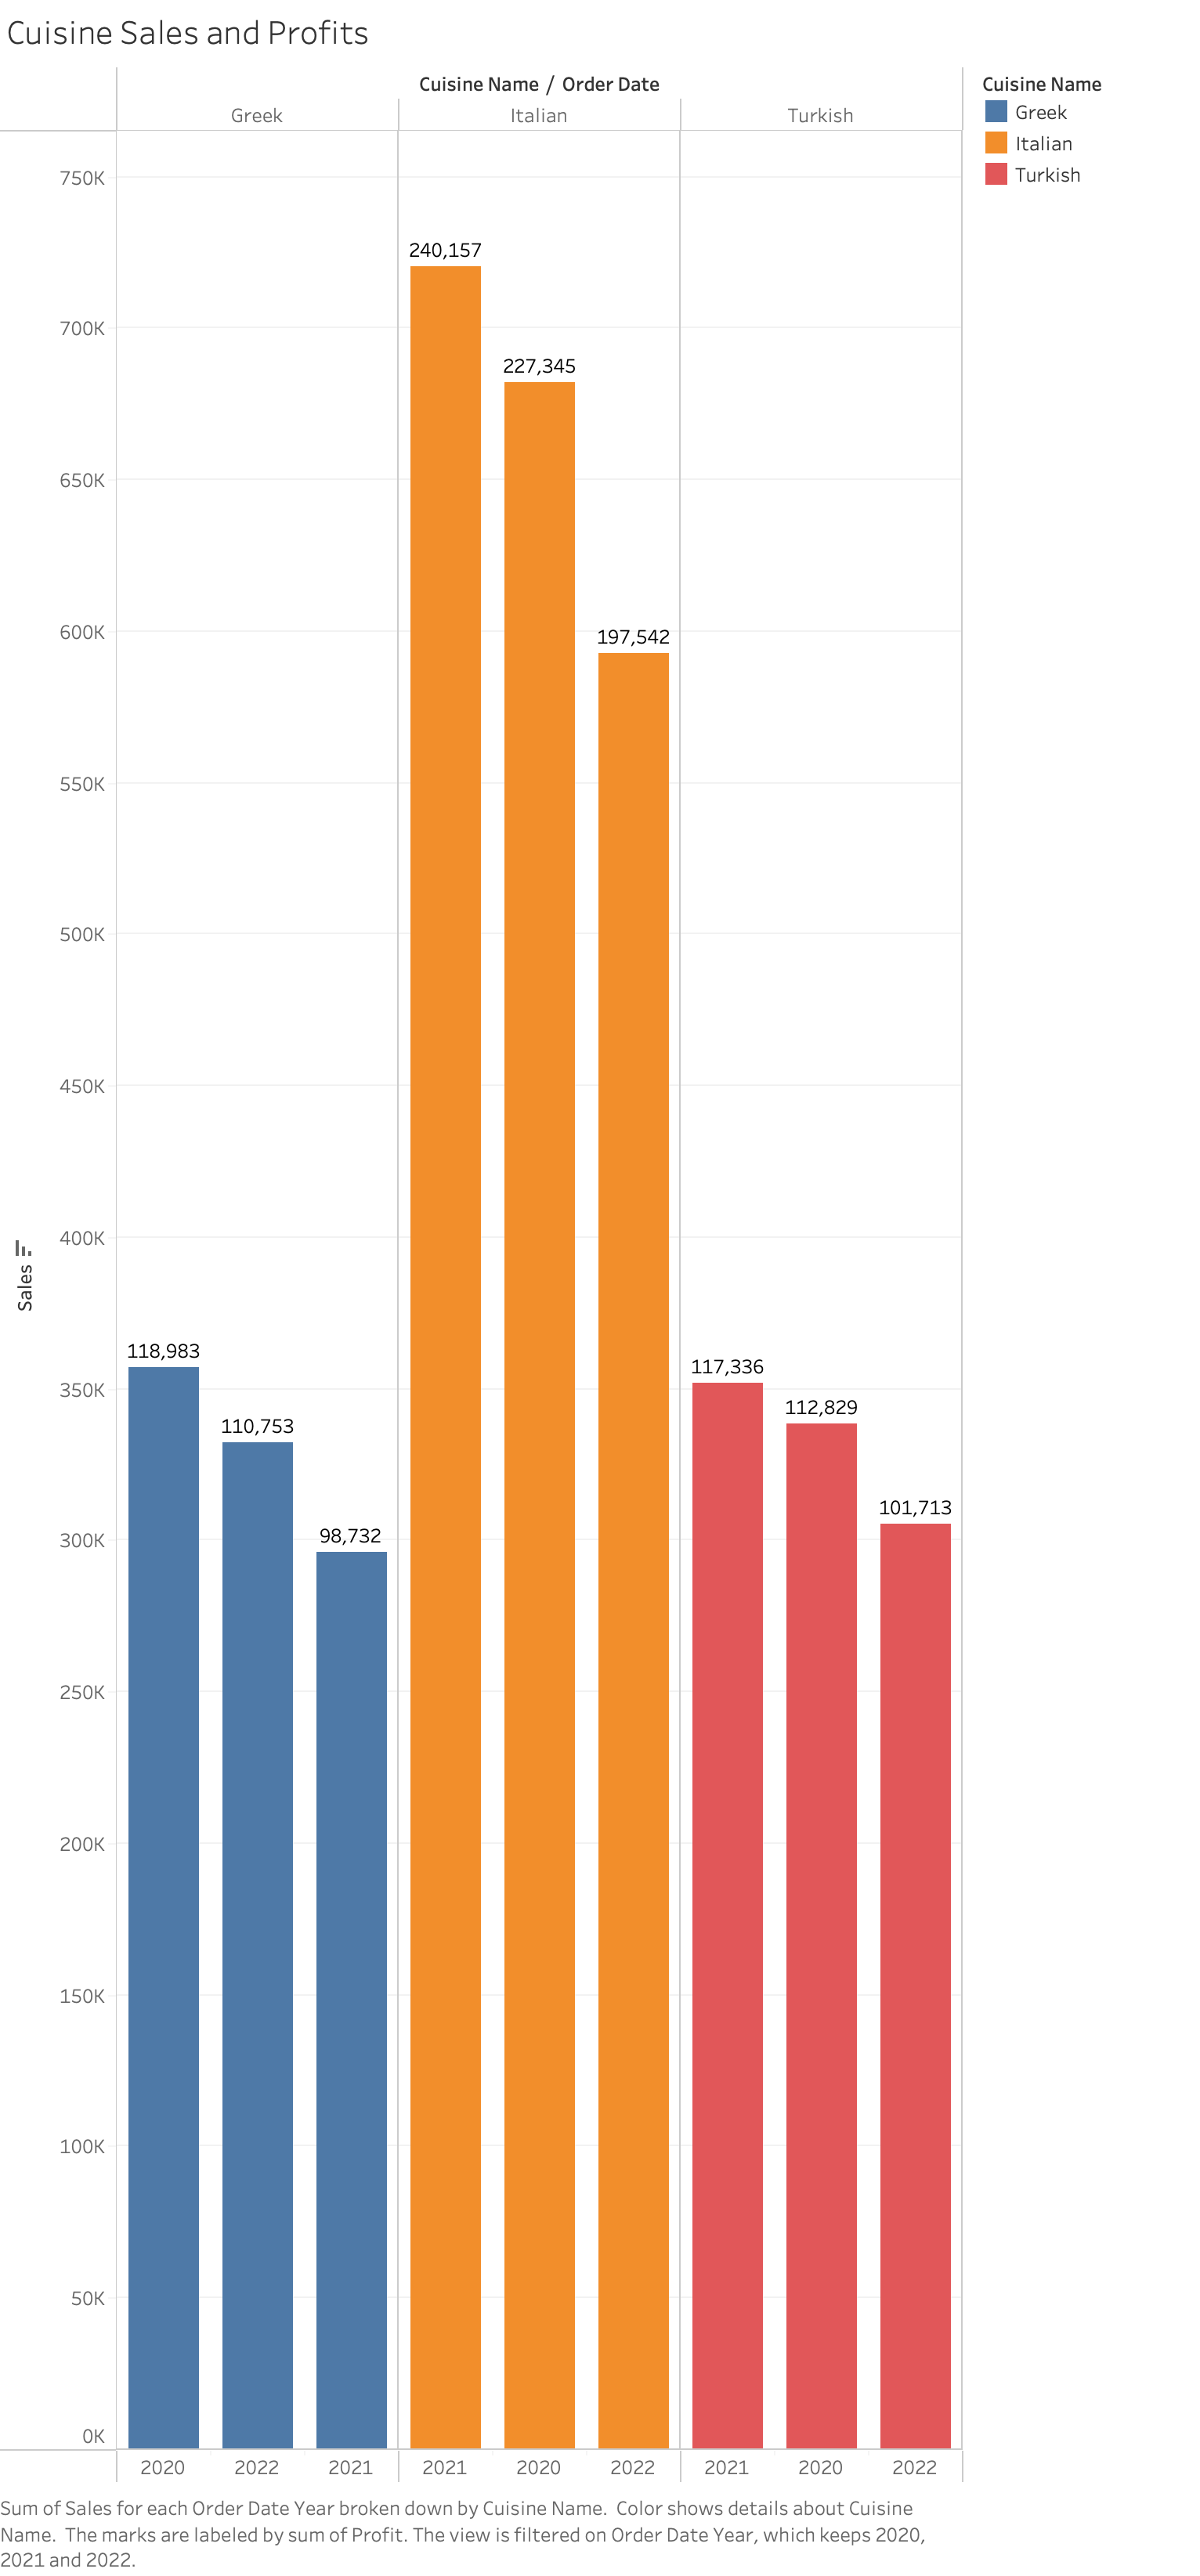 Cuisine Sales and Profits
Cuisine Name / Order Date
Greek
Italian
Turkish
Cuisine Name
Greek
Italian
Turkish
750K
700K
650K
600K
550K
500K
450K
400K
350K
300K
250K
200K
150K
100K
50K
0K
Sales
240,157
227,345
197,542
118,983
110,753
98,732
117,336
112,829
101,713
2020
2022
2021
2021
2020
2022
2021
2020
2022
Sum of Sales for each Order Date Year broken down by Cuisine Name.  Color shows details about Cuisine
Name.  The marks are labeled by sum of Profit. The view is filtered on Order Date Year, which keeps 2020,
2021 and 2022.